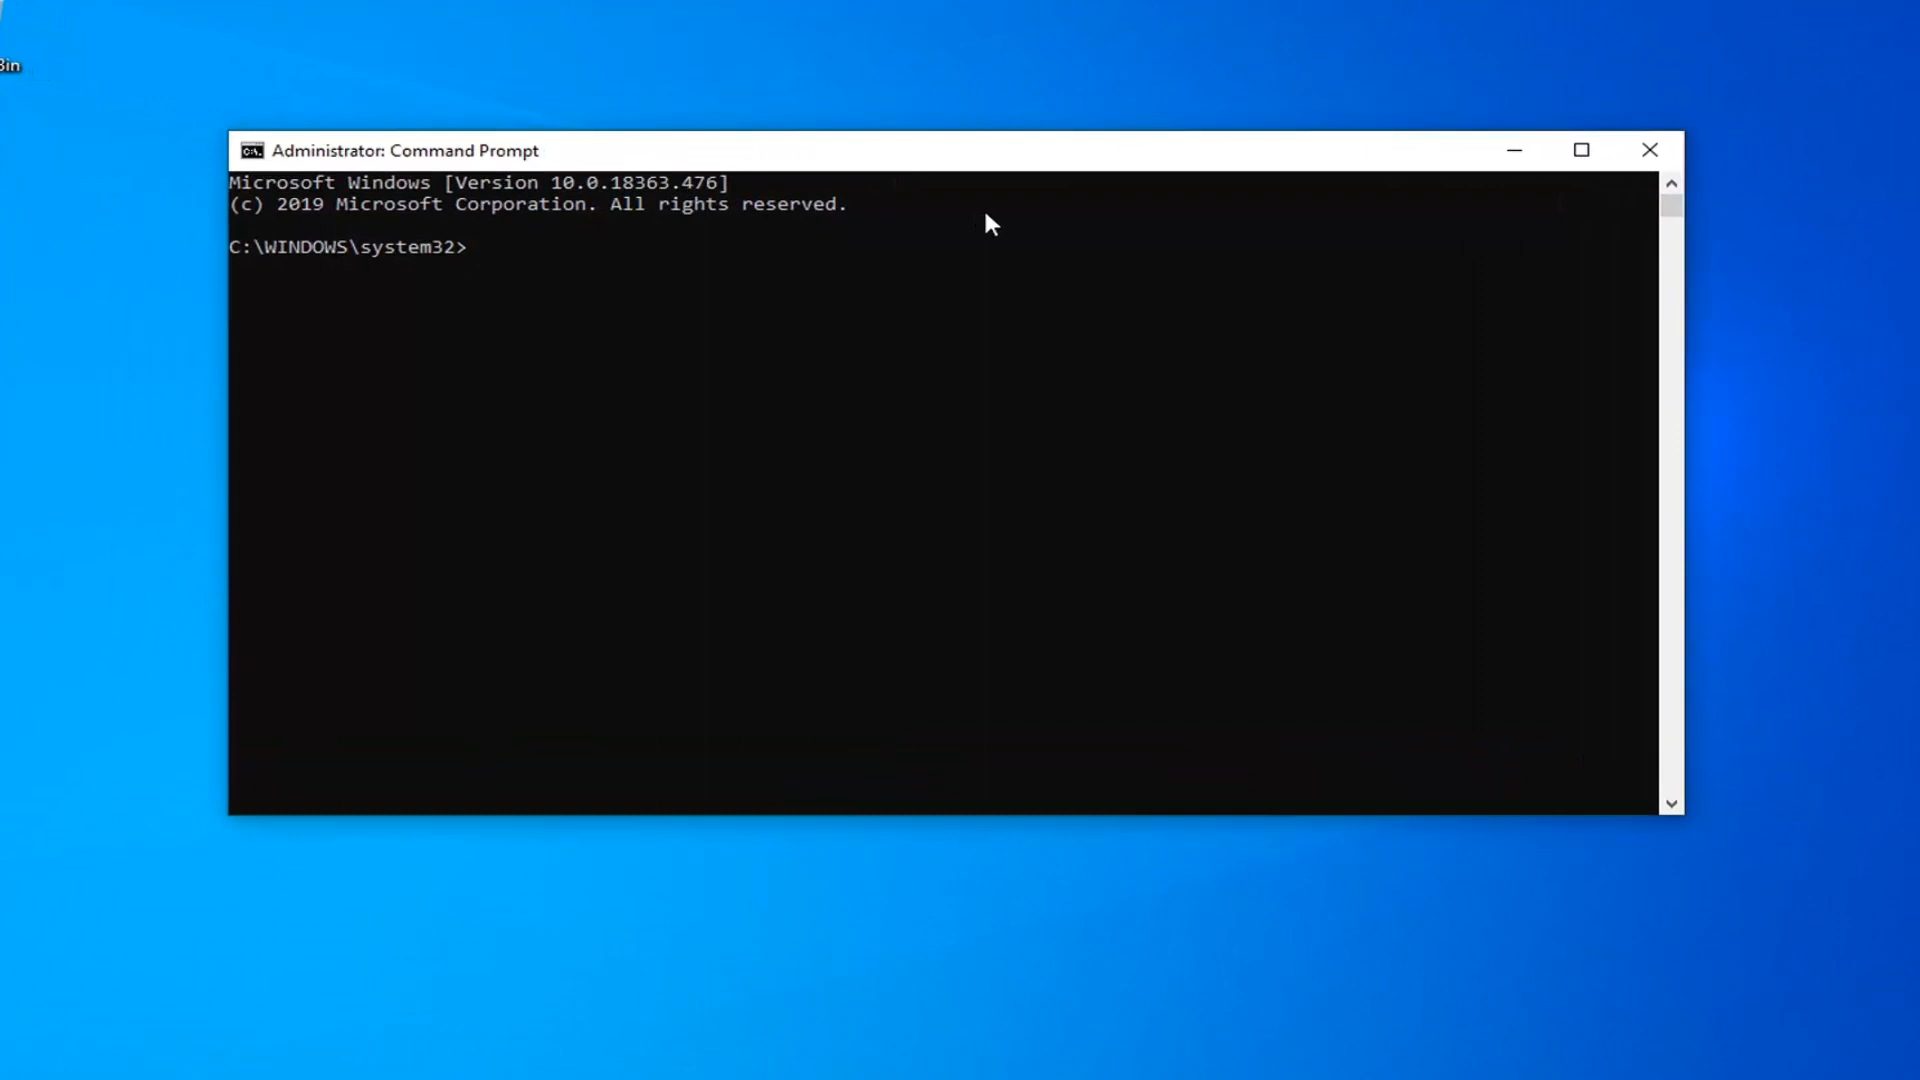 Bin
Administrator: Command Prompt
Microsoft Windows [Version 10.0.18363.476]
(c) 2019 Microsoft Corporation. All rights reserved.
C:\WINDOWS\system32>